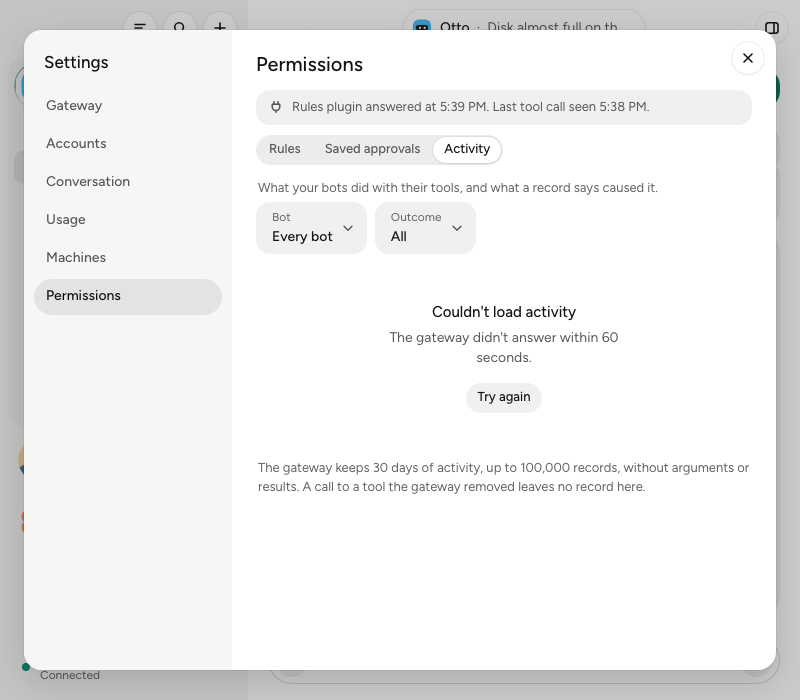 Otto · Disk almost full on th
Settings
Gateway
Accounts
Conversation
Usage
Machines
Permissions
Permissions
Rules plugin answered at 5:39 PM. Last tool call seen 5:38 PM.
Rules Saved approvals Activity
What your bots did with their tools, and what a record says caused it.
Bot
Every bot
Outcome
All
Couldn't load activity
The gateway didn't answer within 60
seconds.
Try again
The gateway keeps 30 days of activity, up to 100,000 records, without arguments or
results. A call to a tool the gateway removed leaves no record here.
Connected